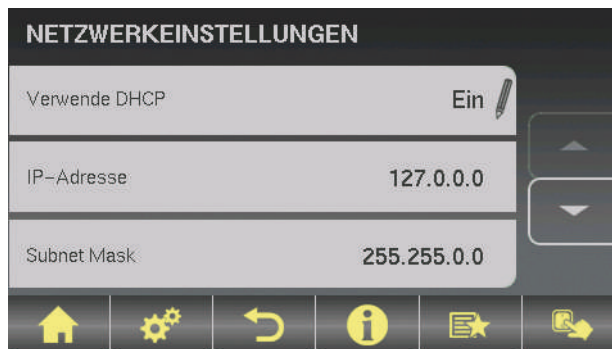 NETZWERKEINSTELLUNGEN
Verwende DHCP Ein
IP-Adresse 127.0.0.0
Subnet Mask 255.255.0.0